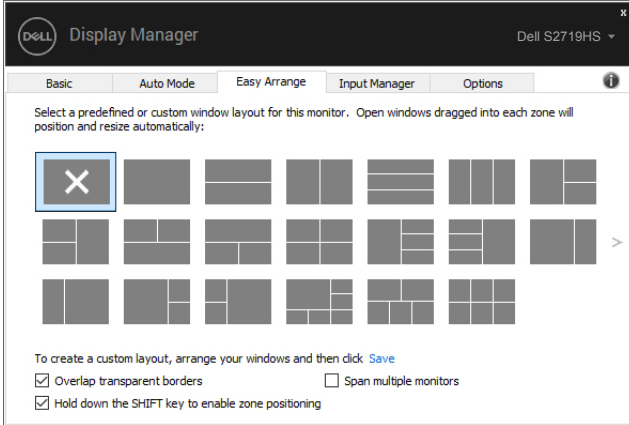 x
DELL Display Manager
Dell S2719HS
Basic Auto Mode Easy Arrange Input Manager Options i
Select a predefined or custom window layout for this monitor. Open windows dragged into each zone will
position and resize automatically:
To create a custom layout, arrange your windows and then click Save
Overlap transparent borders Span multiple monitors
Hold down the SHIFT key to enable zone positioning